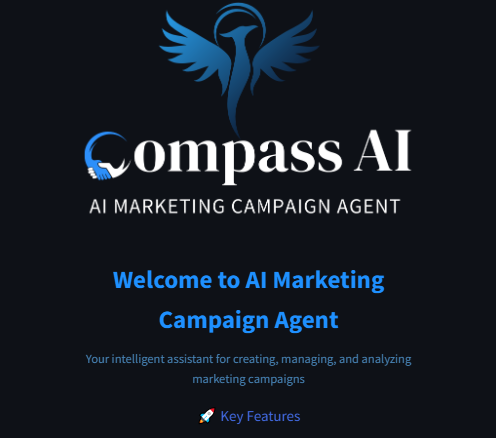 Compass AI
AI MARKETING CAMPAIGN AGENT
Welcome to AI Marketing
Campaign Agent
Your intelligent assistant for creating, managing, and analyzing
marketing campaigns
🚀 Key Features